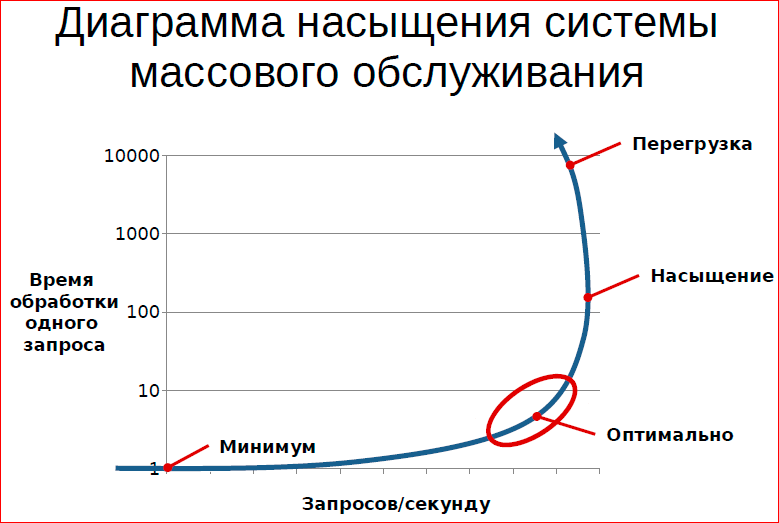 Диаграмма насыщения системы
массового обслуживания
Перегрузка
10000
1000
Насыщение
Время
обработки
одного
запроса
100
10
Оптимально
Минимум
1
Запросов/секунду